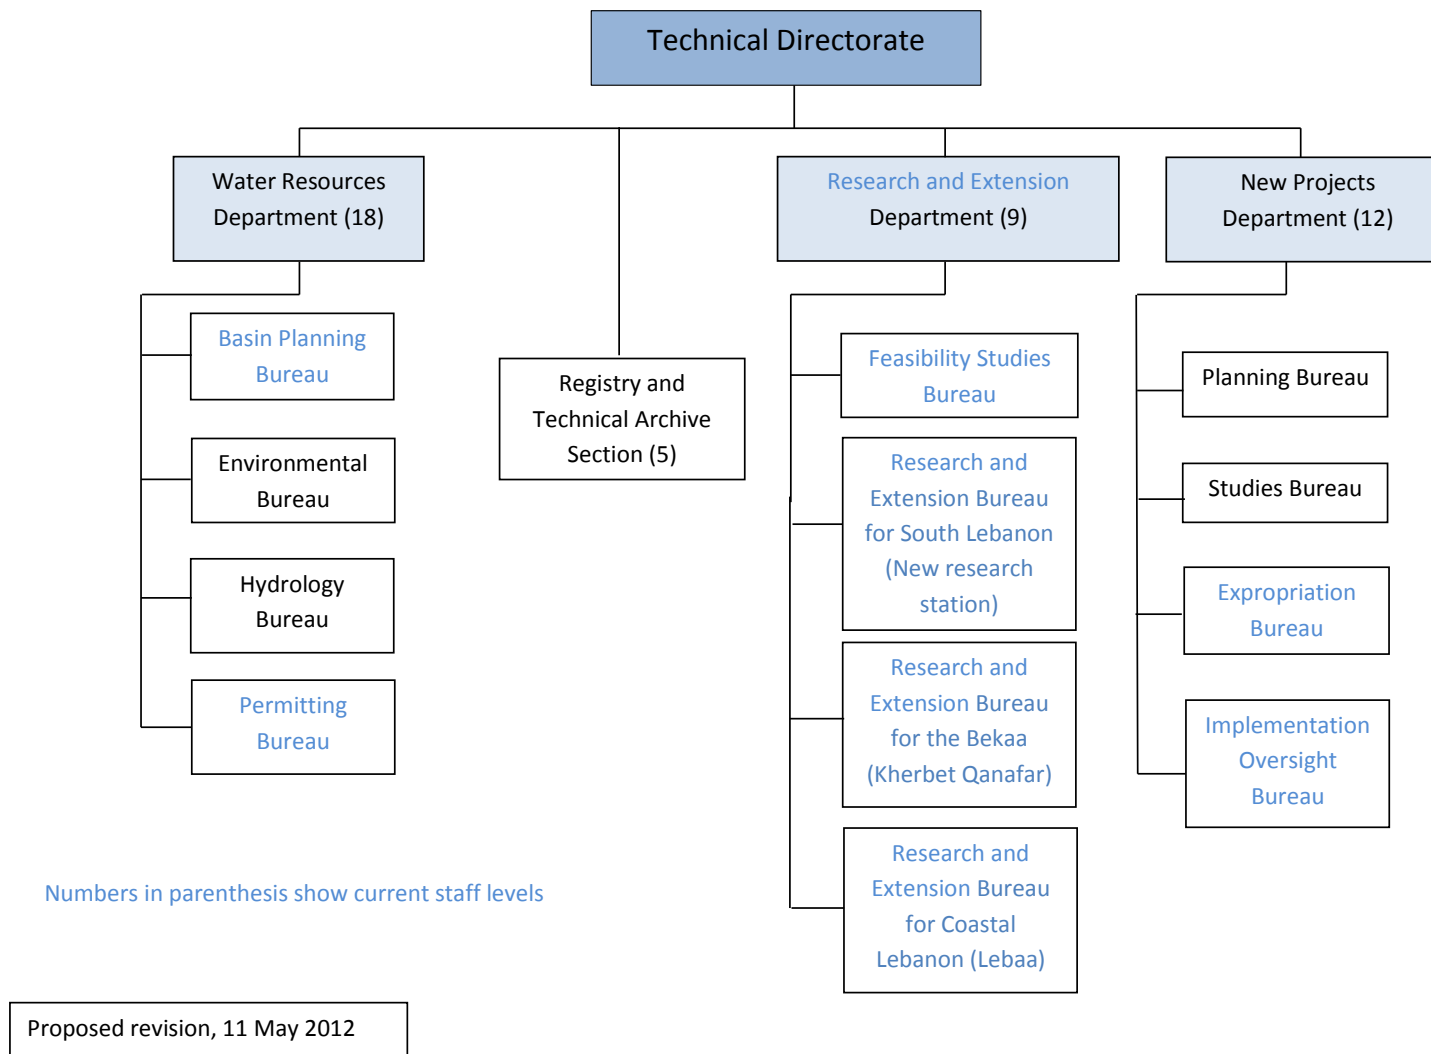 Technical Directorate
Water Resources
Department (18)
Research and Extension
Department (9)
New Projects
Department (12)
Basin Planning
Bureau
Environmental
Bureau
Hydrology
Bureau
Permitting
Bureau
Registry and
Technical Archive
Section (5)
Feasibility Studies
Bureau
Research and
Extension Bureau
for South Lebanon
(New research
station)
Research and
Extension Bureau
for the Bekaa
(Kherbet Qanafar)
Research and
Extension Bureau
for Coastal
Lebanon (Lebaa)
Planning Bureau
Studies Bureau
Expropriation
Bureau
Implementation
Oversight
Bureau
Numbers in parenthesis show current staff levels
Proposed revision, 11 May 2012